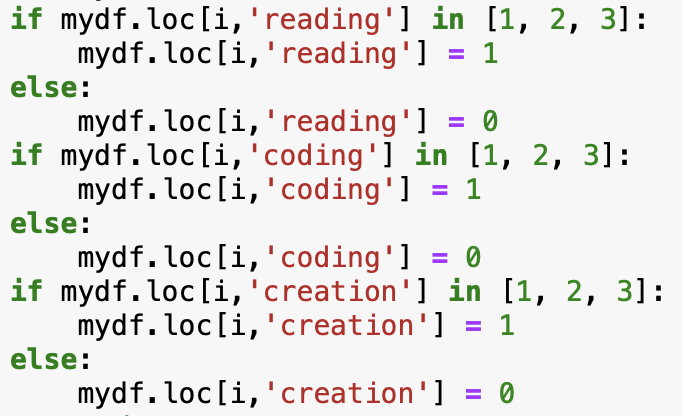 if mydf.loc[i,'reading'] in [1, 2, 3]:
    mydf.loc[i,'reading'] = 1
else:
    mydf.loc[i,'reading'] = 0
if mydf.loc[i,'coding'] in [1, 2, 3]:
    mydf.loc[i,'coding'] = 1
else:
    mydf.loc[i,'coding'] = 0
if mydf.loc[i,'creation'] in [1, 2, 3]:
    mydf.loc[i,'creation'] = 1
else:
    mydf.loc[i,'creation'] = 0